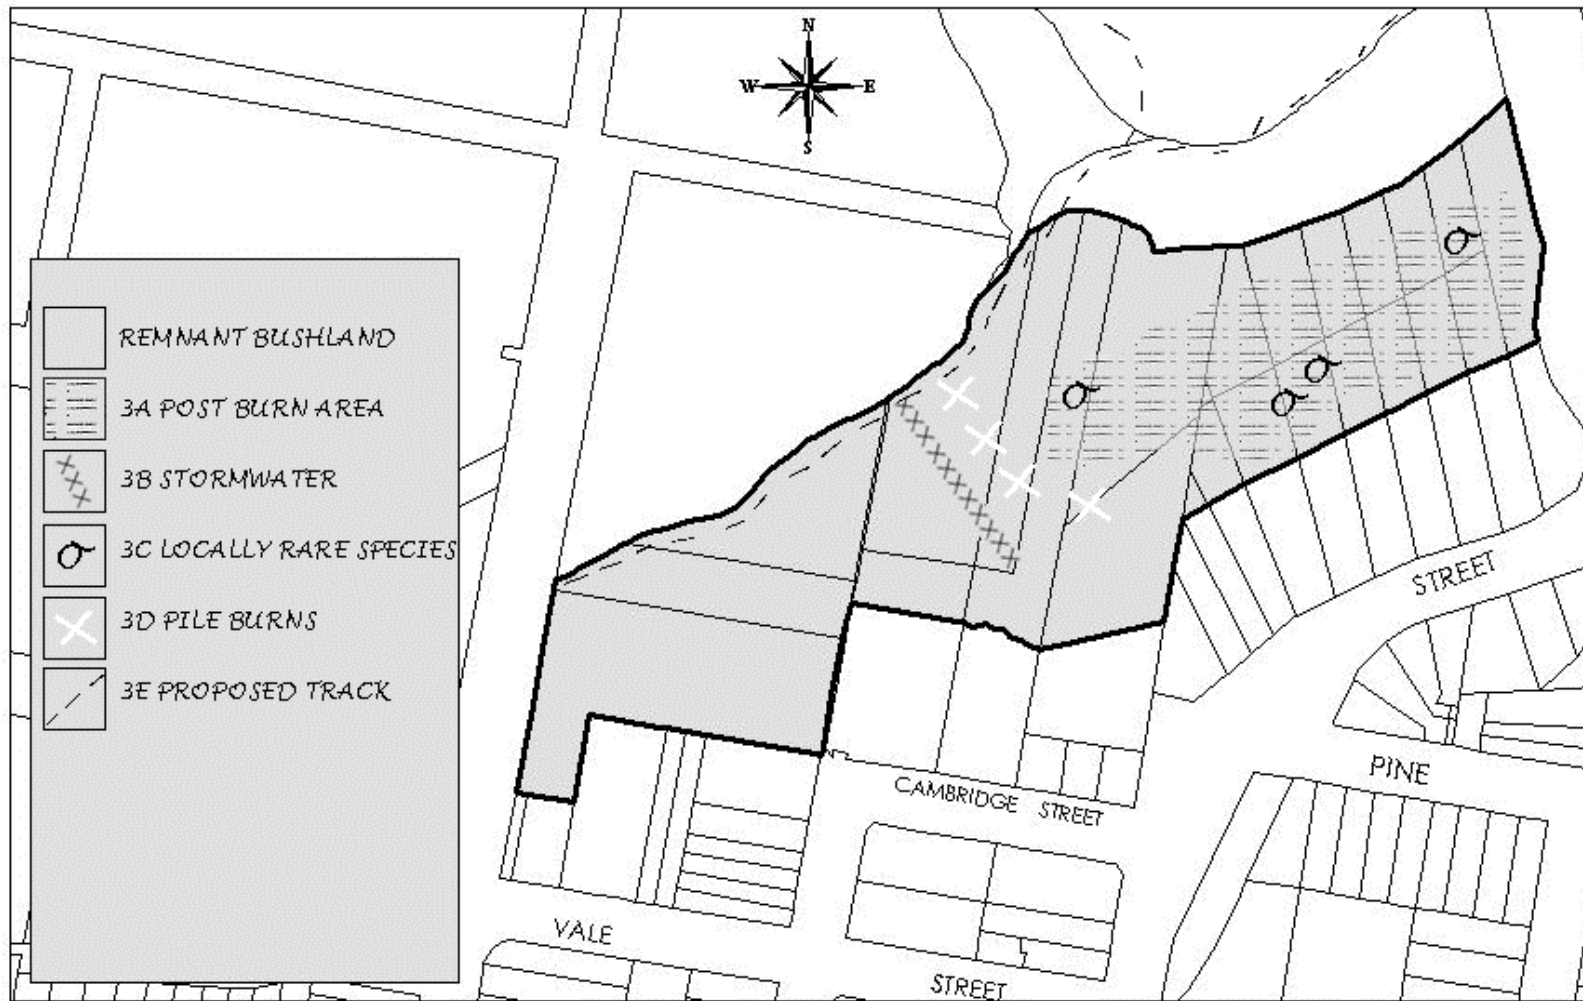 N
W E
S
REMNANT BUSHLAND
3A POST BURN AREA
3B STORMWATER
3C LOCALLY RARE SPECIES
3D PILE BURNS
3E PROPOSED TRACK
STREET
PINE
CAMBRIDGE STREET
VALE
STREET